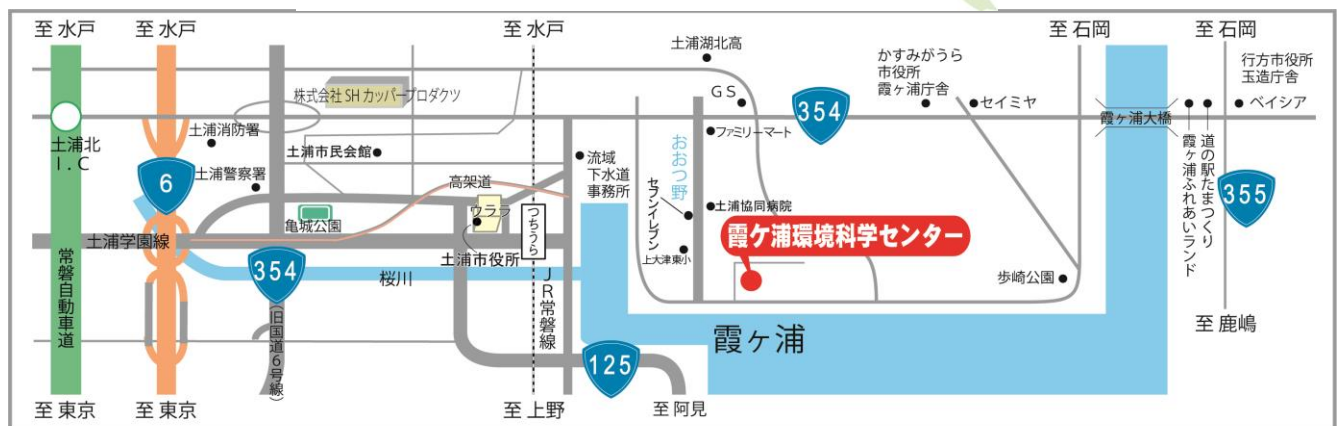 至 水戸
至 水戸
至 水戸
至 石岡
至 石岡
土浦湖北高
かすみがうら
市役所
霞ヶ浦庁舎
行方市役所
玉造庁舎
株式会社 SH カッパープロダクツ
GS
354
セイミヤ
ベイシア
霞ヶ浦大橋
土浦北
I.C
土浦消防署
ファミリーマート
土浦市民会館
おおつ野
流域
下水道
事務所
道の駅たまつくり
霞ヶ浦ふれあいランド
6
土浦警察署
高架道
セブンイレブン
355
亀城公園
ウララ
つちうら
土浦協同病院
霞ケ浦環境科学センター
土浦学園線
土浦市役所
上大津東小
常磐自動車道
354
桜川
JR常磐線
歩崎公園
(旧国道6号線)
霞ヶ浦
至 鹿嶋
125
至 東京
至 東京
至 上野
至 阿見